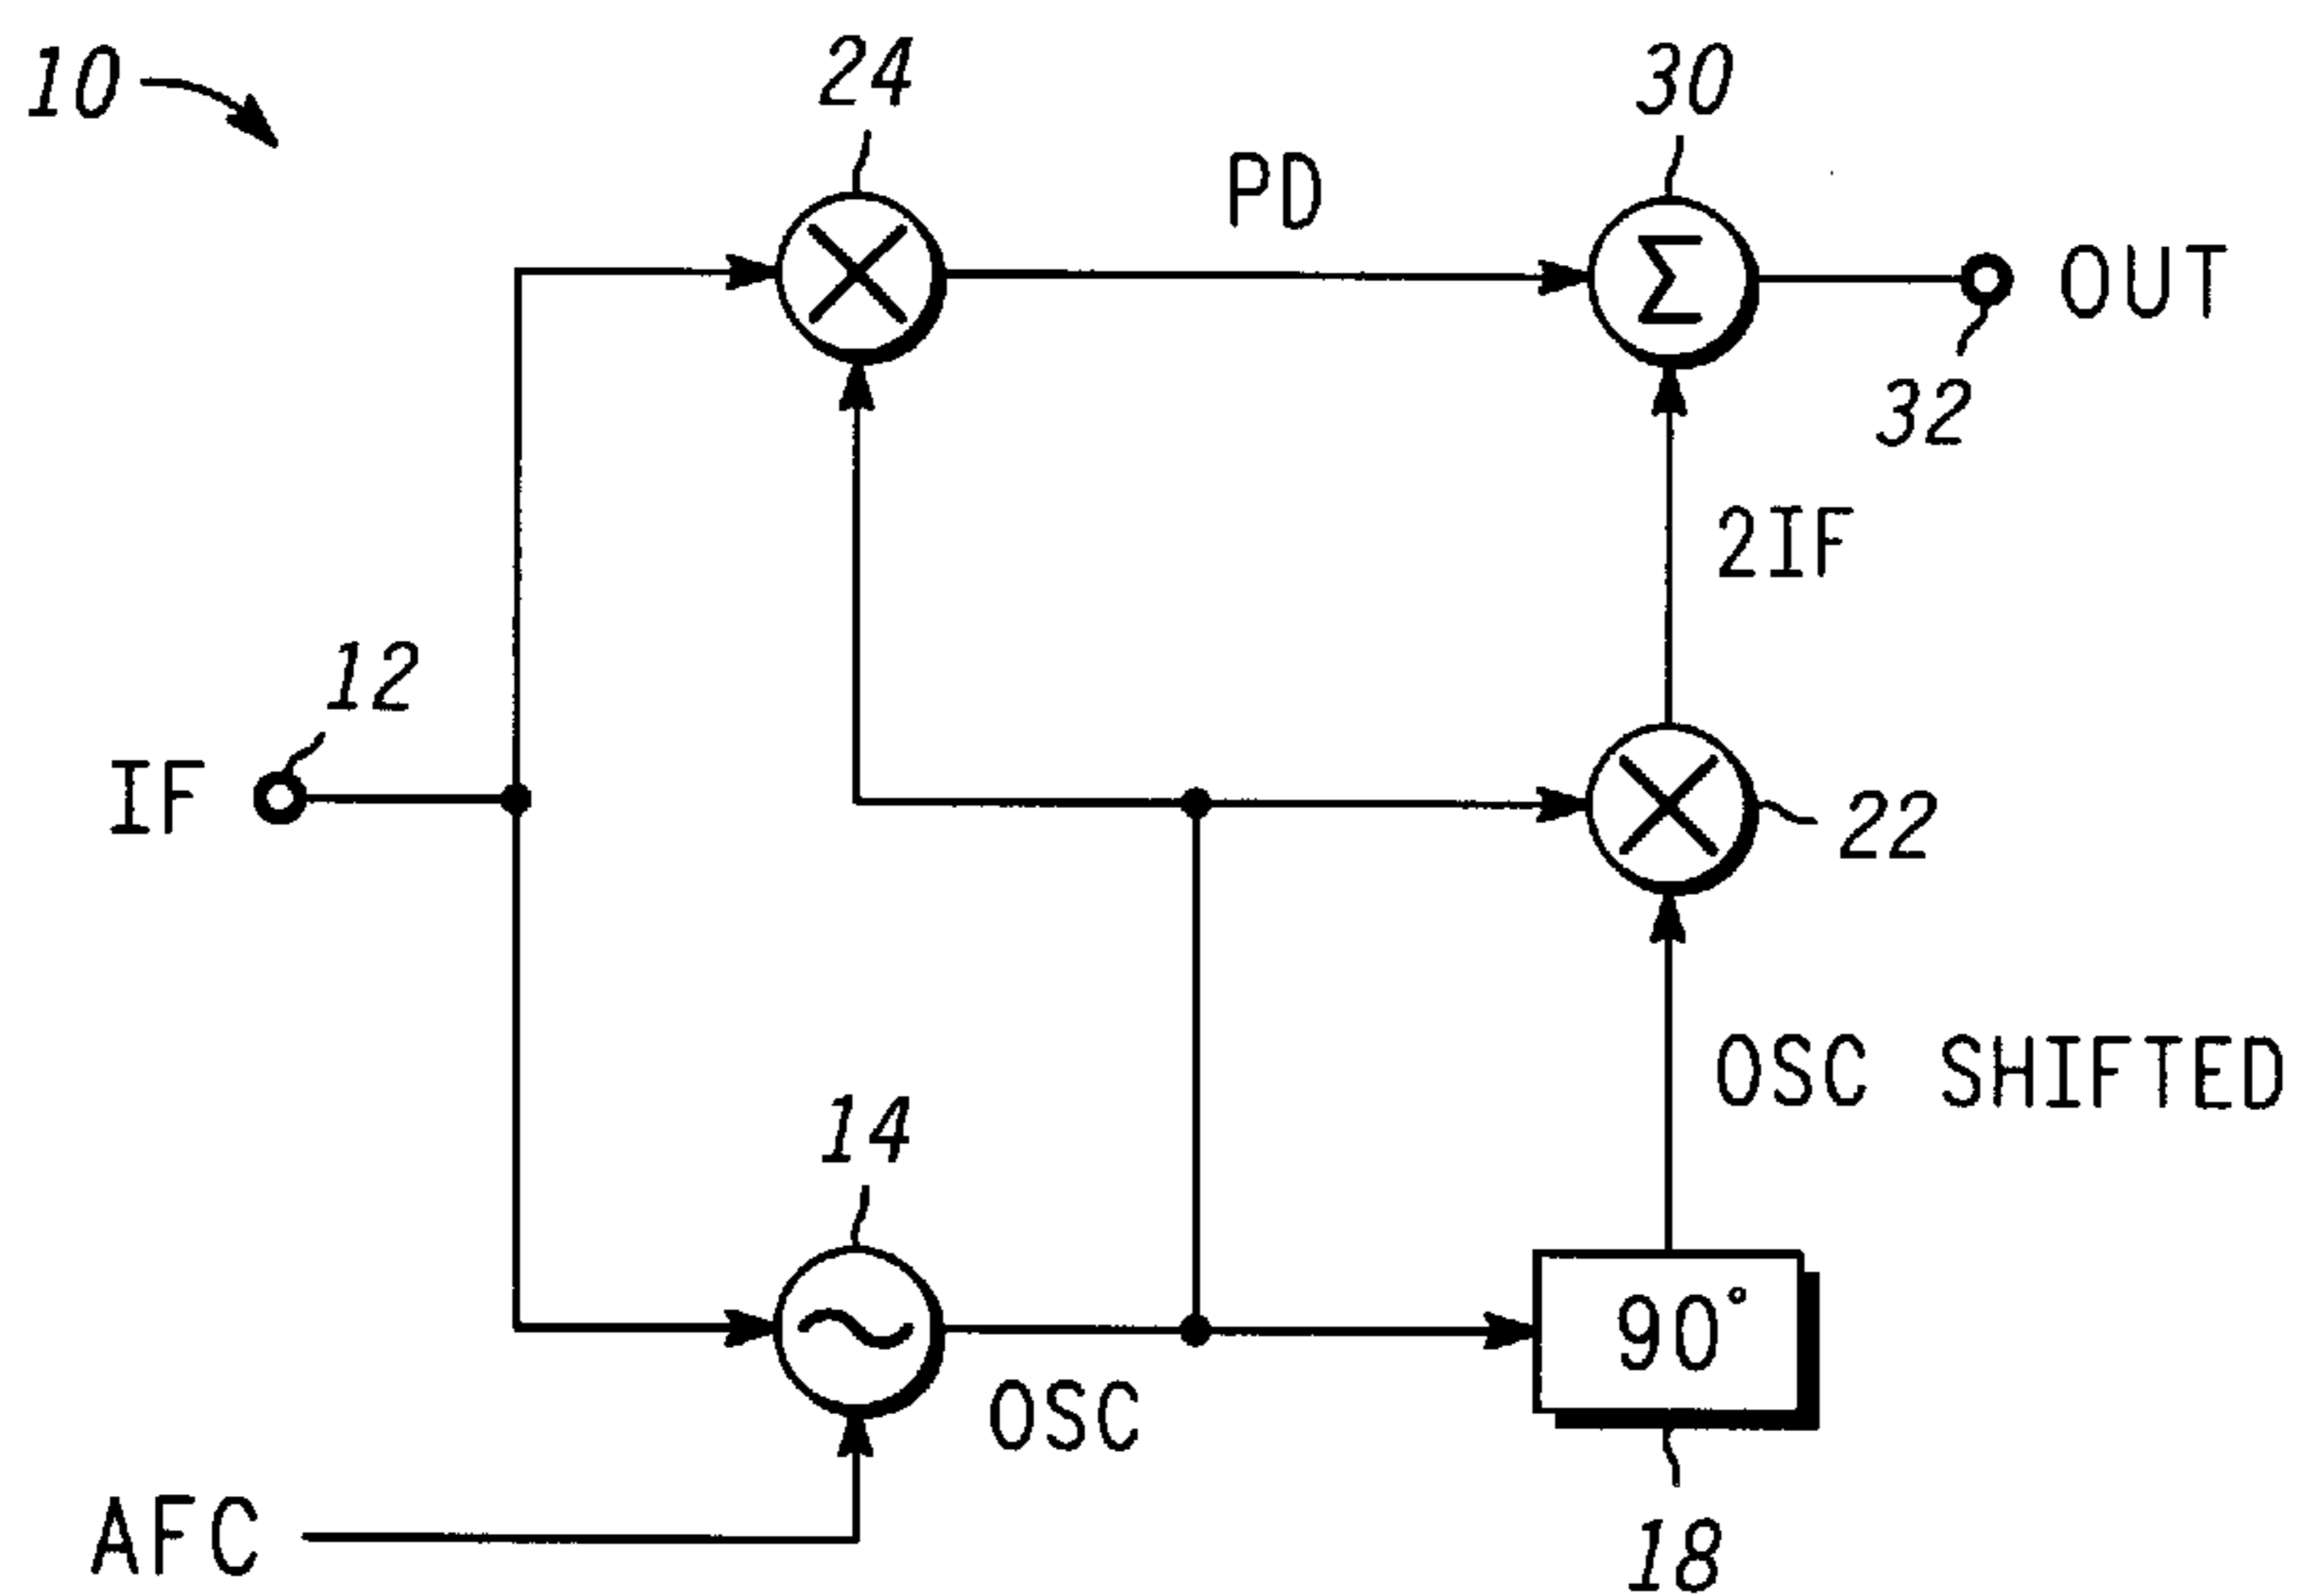 10
24
30
PD
Σ
OUT
32
2IF
12
IF
22
OSC SHIFTED
14
90°
OSC
AFC
18